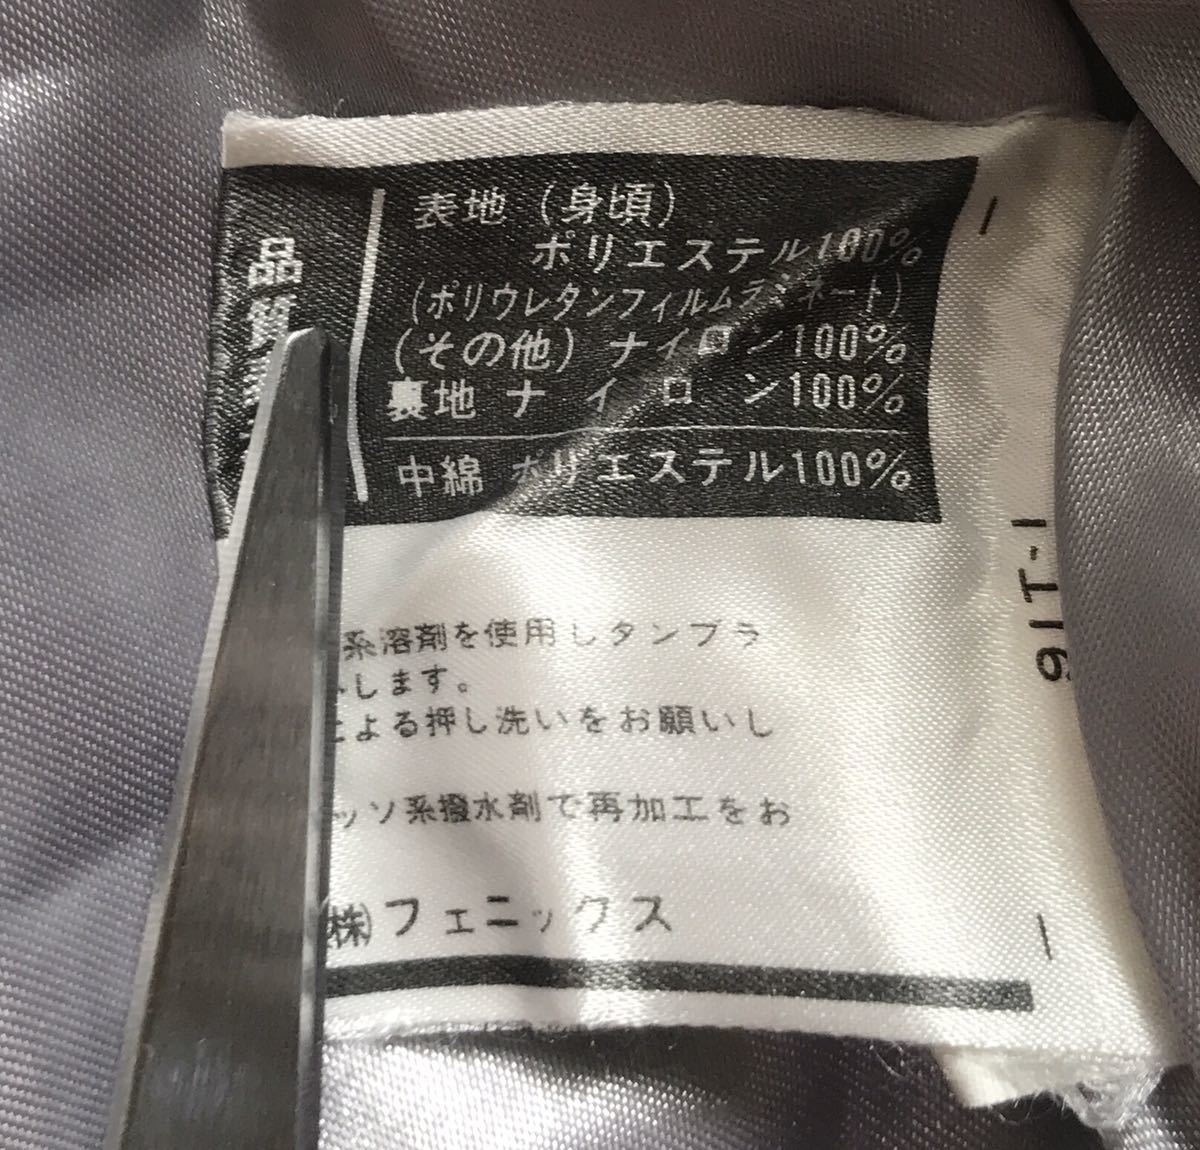 品質
表地（身頃）
ポリエステル100%
（ポリウレタンフィルムラミネート）
（その他）ナイロン100%
裏地 ナイロン100%
中綿 ポリエステル100%
系溶剤を使用しタンブラ
します。
よる押し洗いをお願いし
ッソ系撥水剤で再加工をお
㈱フェニックス
91T-1